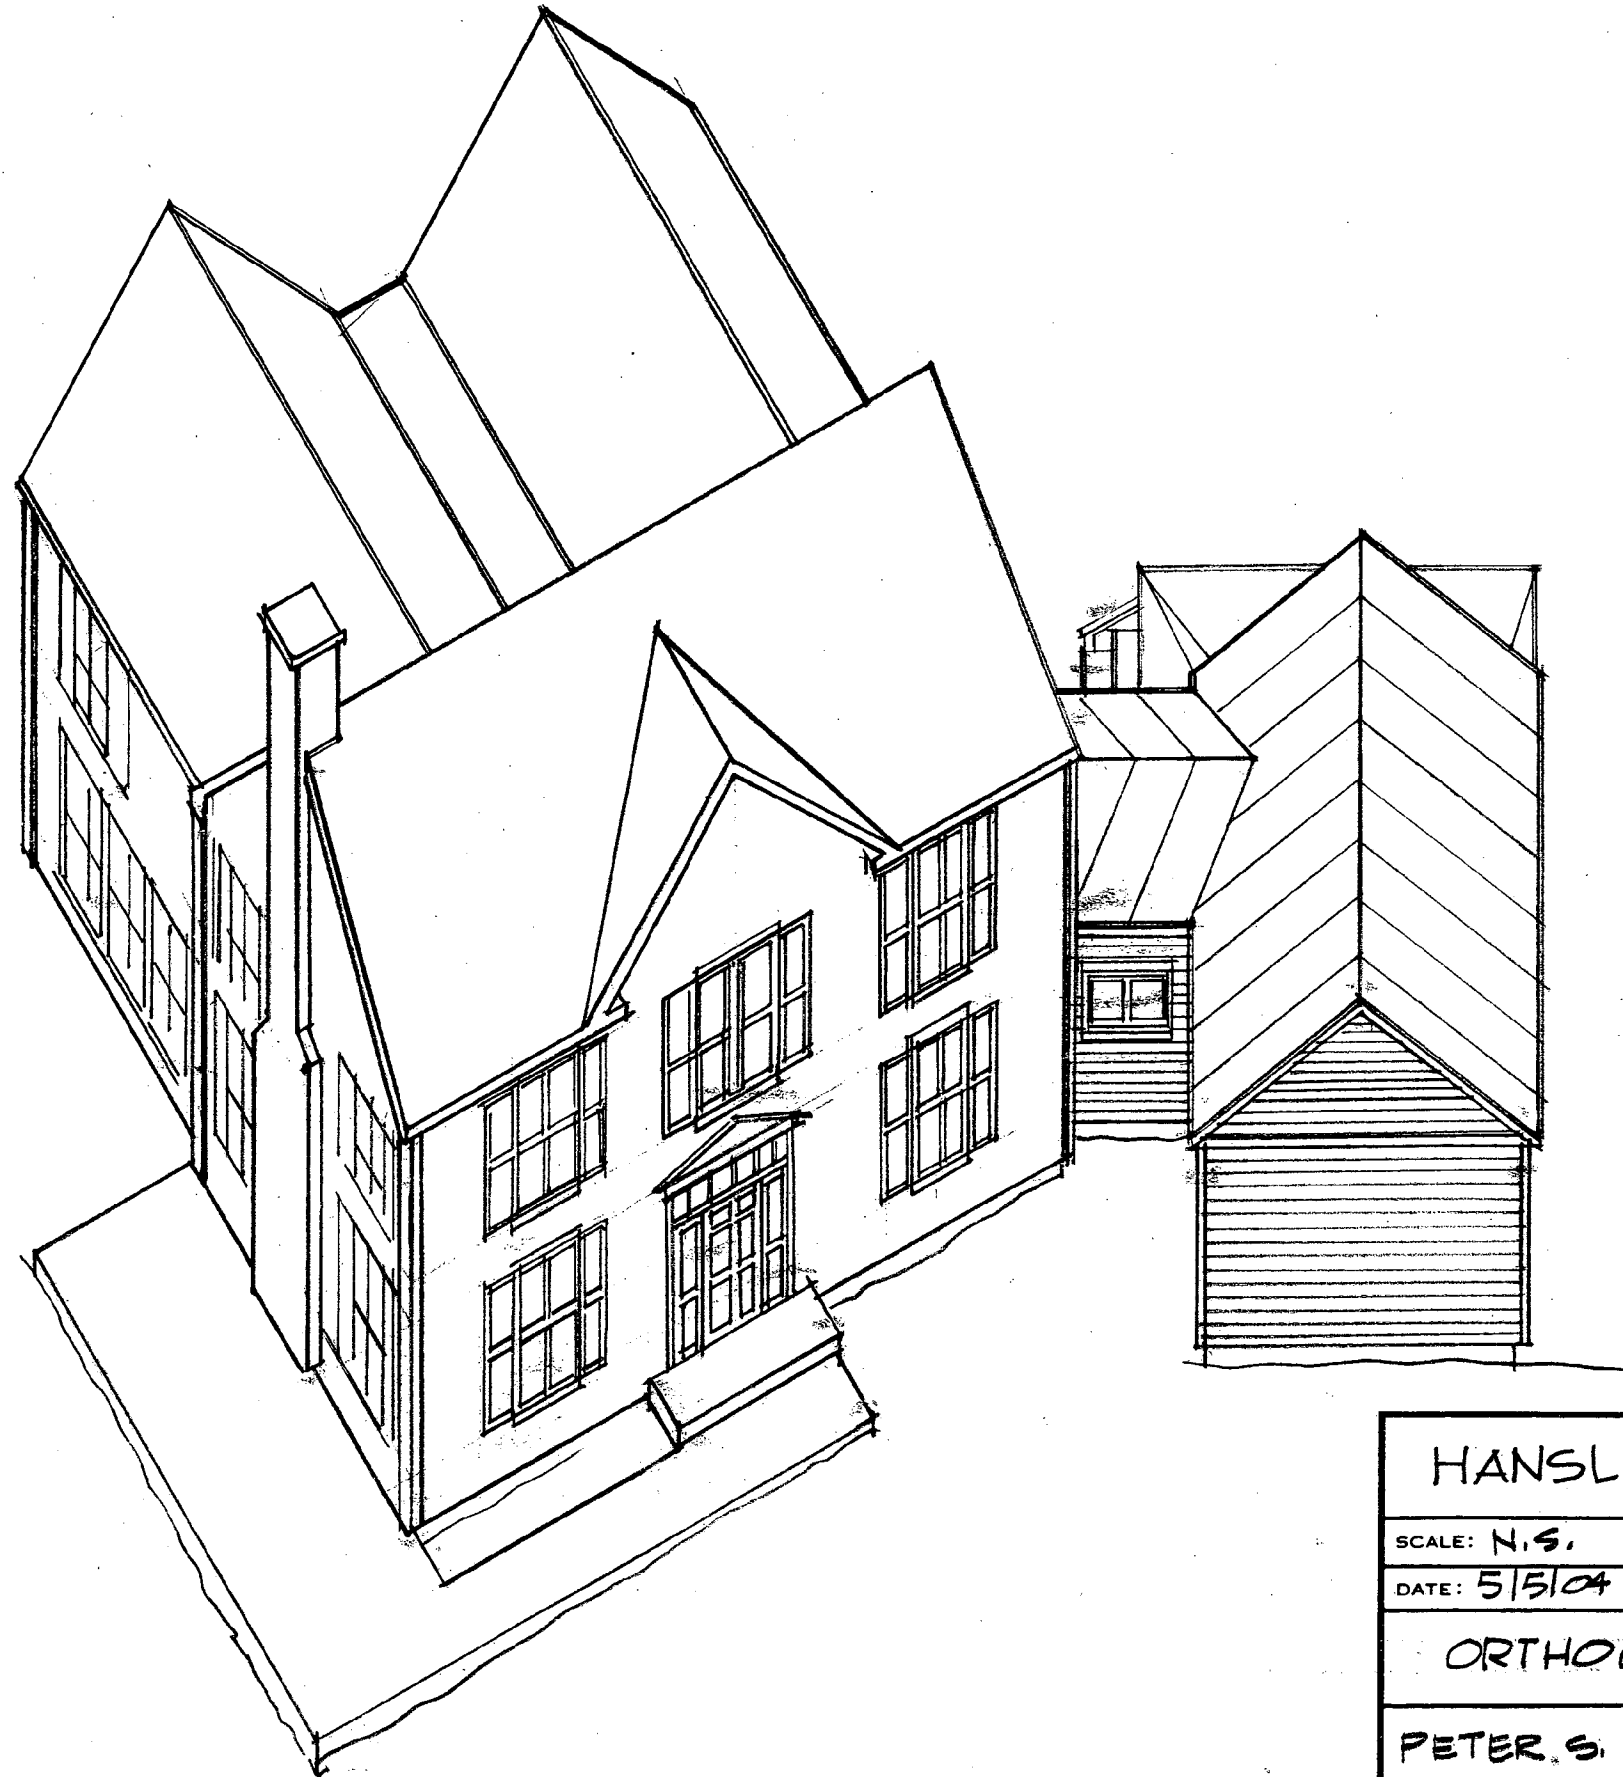 HANSL
SCALE: N.S.
DATE: 5/5/04
ORTHO
PETER S.